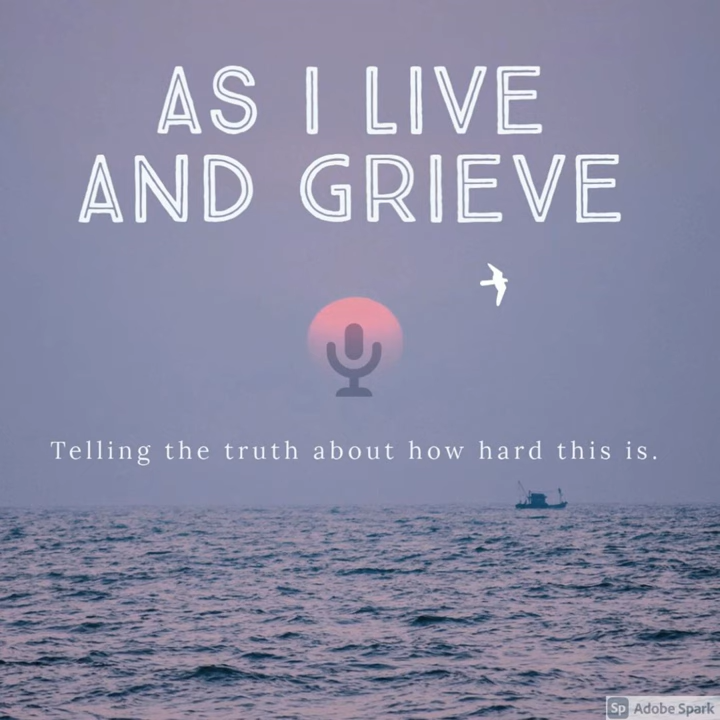 AS I LIVE
AND GRIEVE
Telling the truth about how hard this is.
Sp Adobe Spark